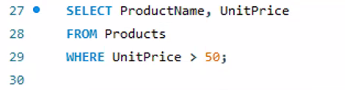 27 SELECT ProductName, UnitPrice
28 FROM Products
29 WHERE UnitPrice > 50;
30